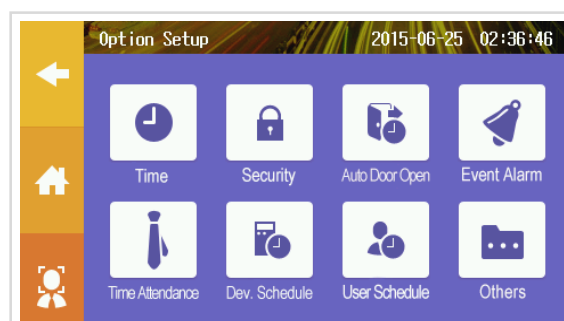 Option Setup 2015-06-25 02:36:46
Time Security Auto Door Open Event Alarm
Time Attendance Dev. Schedule User Schedule Others